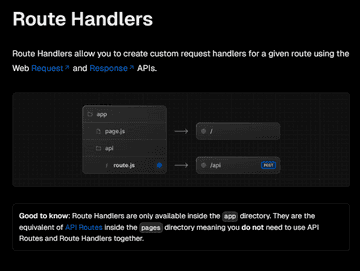 Route Handlers
Route Handlers allow you to create custom request handlers for a given route using the
Web Request and Response APIs.
app
page.js
/
api
route.js
/api
POST
Good to know: Route Handlers are only available inside the app directory. They are the
equivalent of API Routes inside the pages directory meaning you do not need to use API
Routes and Route Handlers together.